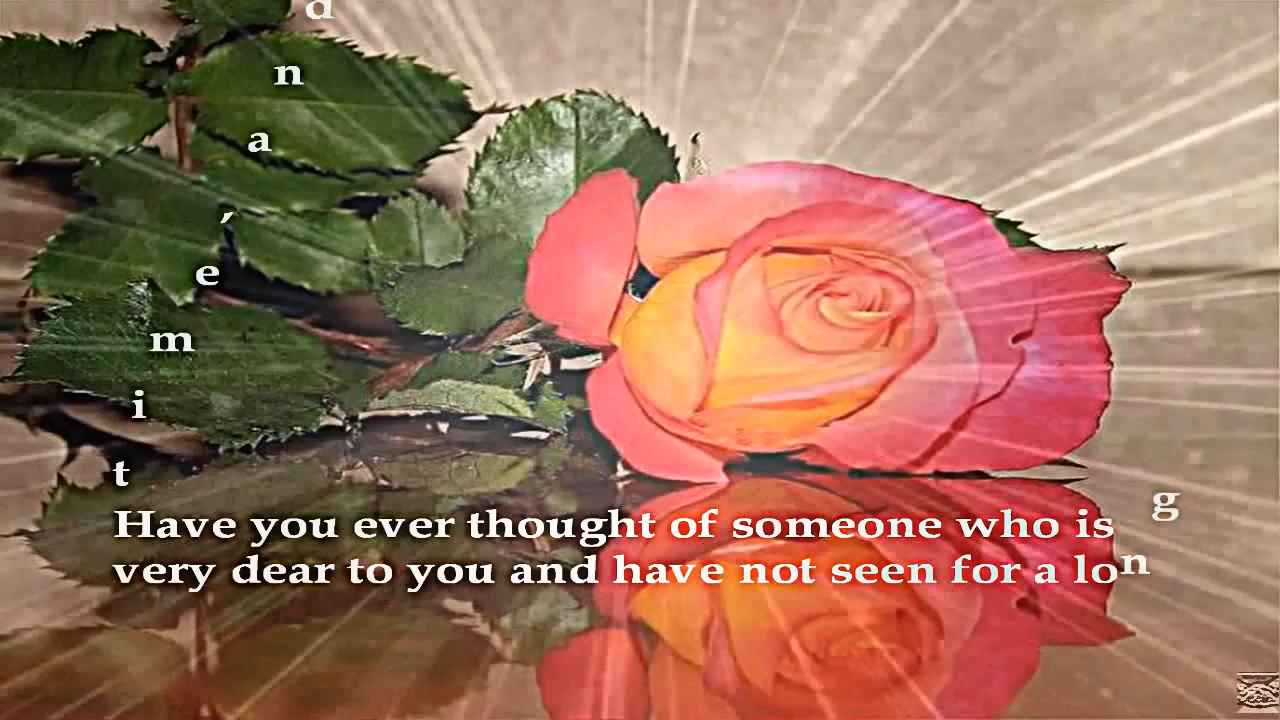 Have you ever thought of someone who is
very dear to you and have not seen for a lon
g
t
i
m
e
´
a
n
d